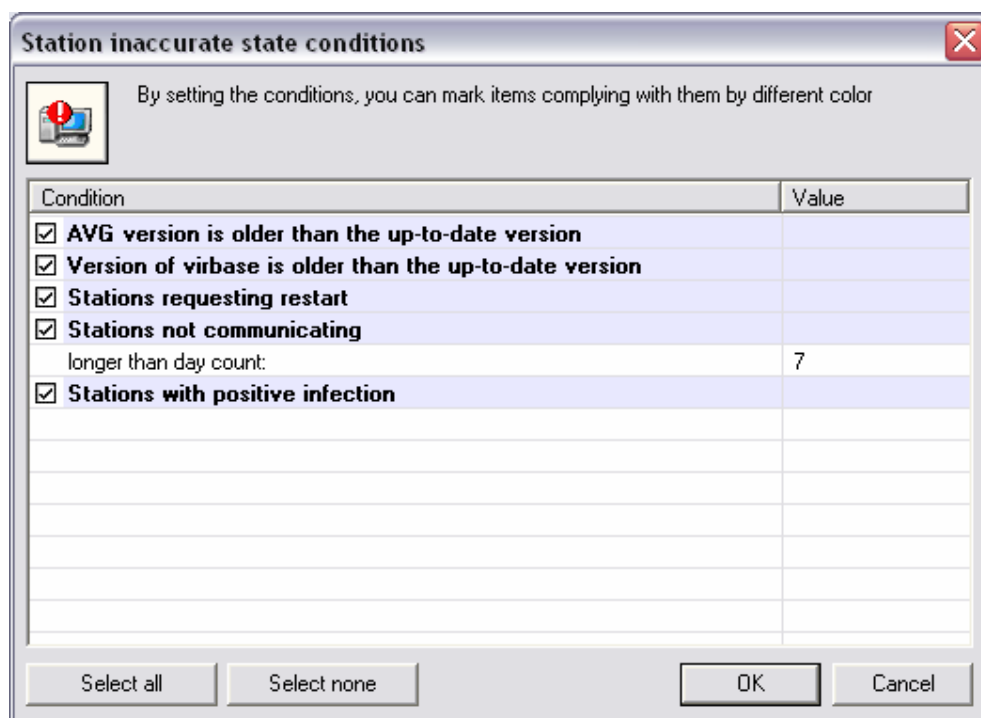 Station inaccurate state conditions
By setting the conditions, you can mark items complying with them by different color
Condition Value
AVG version is older than the up-to-date version
Version of virbase is older than the up-to-date version
Stations requesting restart
Stations not communicating
longer than day count: 7
Stations with positive infection
Select all Select none OK Cancel